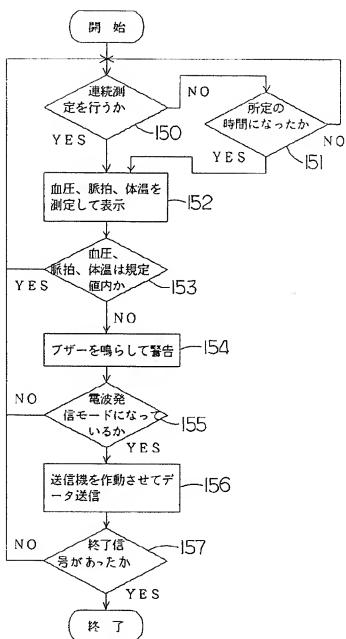 開 始
連続測
定を行うか
NO
150
YES
所定の
時間になったか
NO
YES
151
血圧、脈拍、体温を
測定して表示
152
血圧、
脈拍、体温は規定
値内か
YES
153
NO
ブザーを鳴らして警告
154
電波発
信モードになって
いるか
NO
155
YES
送信機を作動させてデ
ータ送信
156
終了信
号があったか
NO
157
YES
終 了